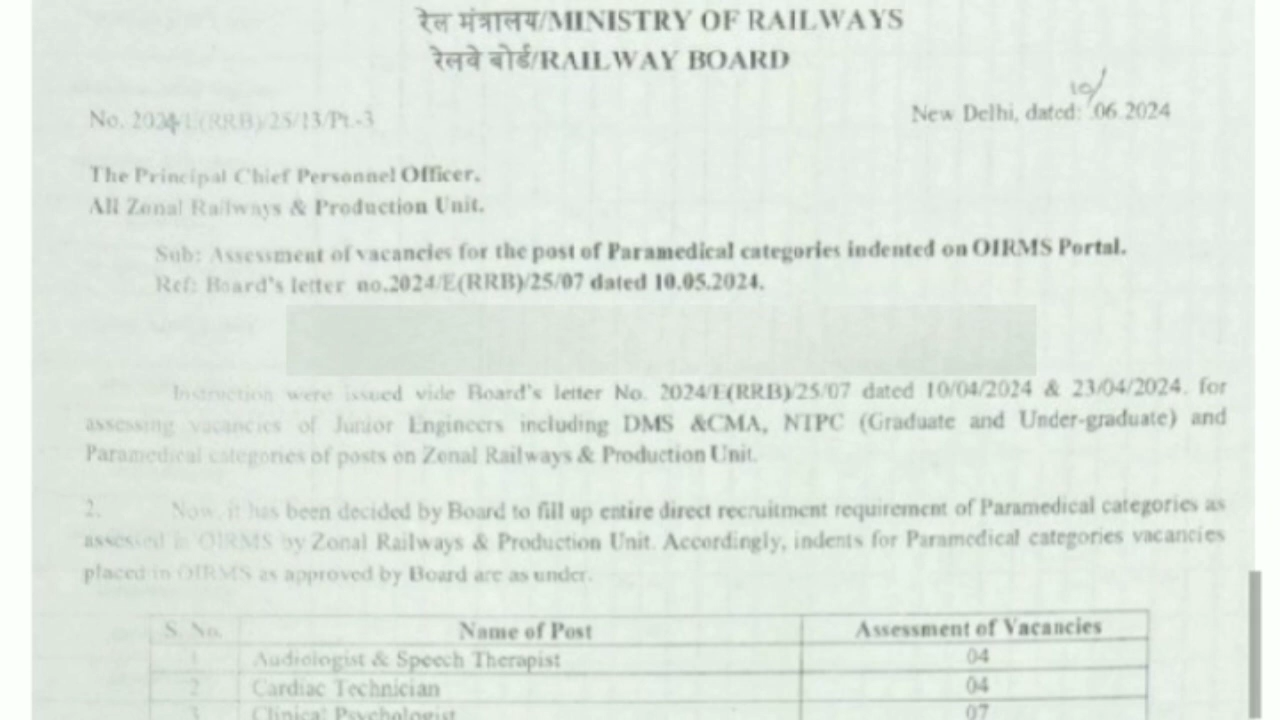 रेल मंत्रालय/MINISTRY OF RAILWAYS
रेलवे बोर्ड/RAILWAY BOARD
10/
No. 2024/E(RRB)/25/13/Pt.-3 New Delhi, dated: .06.2024
The Principal Chief Personnel Officer.
All Zonal Railways & Production Unit.
Sub: Assessment of vacancies for the post of Paramedical categories indented on OIRMS Portal.
Ref: Board's letter no.2024/E(RRB)/25/07 dated 10.05.2024.
Instruction were issued vide Board's letter No. 2024/E(RRB)/25/07 dated 10/04/2024 & 23/04/2024. for
assessing vacancies of Junior Engineers including DMS &CMA, NTPC (Graduate and Under-graduate) and
Paramedical categories of posts on Zonal Railways & Production Unit.
2. Now, it has been decided by Board to fill up entire direct recruitment requirement of Paramedical categories as
assessed in OIRMS by Zonal Railways & Production Unit. Accordingly, indents for Paramedical categories vacancies
placed in OIRMS as approved by Board are as under.
S. No. Name of Post Assessment of Vacancies
1 Audiologist & Speech Therapist 04
2 Cardiac Technician 04
3 Clinical Psychologist 07